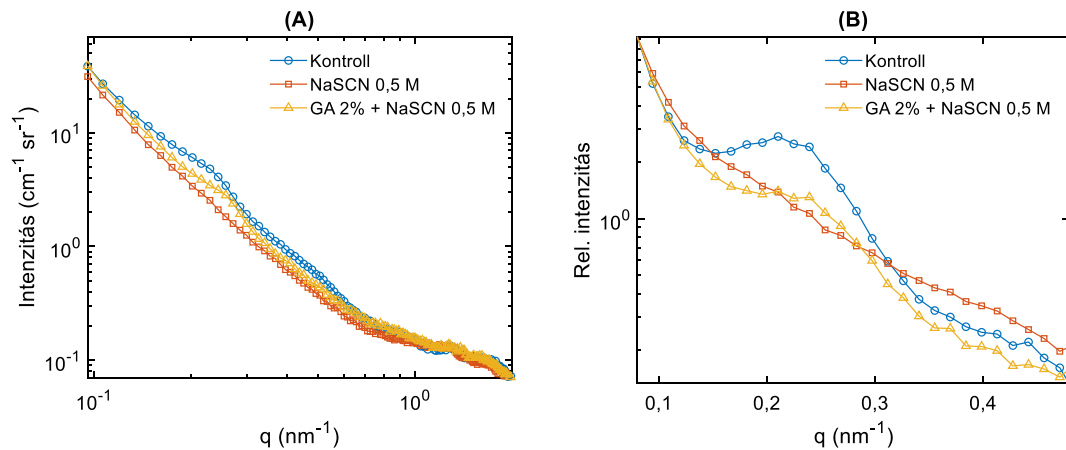 (A)
Intenzitás (cm⁻¹ sr⁻¹)
10¹
10⁰
10⁻¹
Kontroll
NaSCN 0,5 M
GA 2% + NaSCN 0,5 M
10⁻¹
10⁰
q (nm⁻¹)
(B)
Rel. intenzitás
10⁰
Kontroll
NaSCN 0,5 M
GA 2% + NaSCN 0,5 M
0,1
0,2
0,3
0,4
q (nm⁻¹)